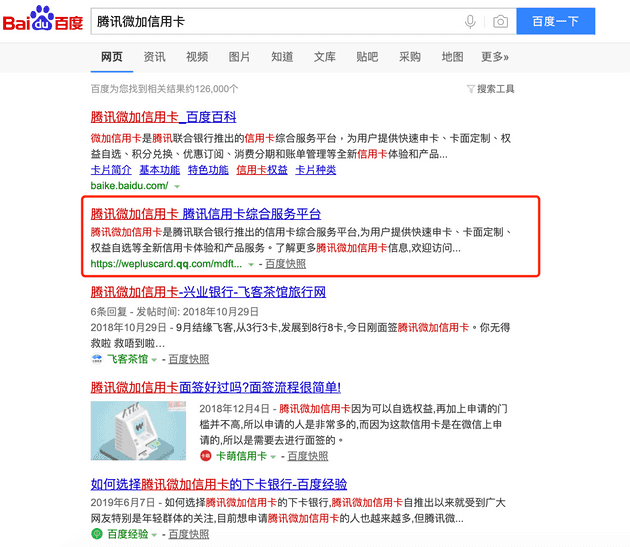 Bai du 百度
腾讯微加信用卡
百度一下
网页 资讯 视频 图片 知道 文库 贴吧 采购 地图 更多»
百度为您找到相关结果约126,000个 搜索工具
腾讯微加信用卡_百度百科
微加信用卡是腾讯联合银行推出的信用卡综合服务平台，为用户提供快速申卡、卡面定制、权
益自选、积分兑换、优惠订阅、消费分期和账单管理等全新信用卡体验和产品...
卡片简介 基本功能 特色功能 信用卡权益 卡片种类
baike.baidu.com/
腾讯微加信用卡 腾讯信用卡综合服务平台
腾讯微加信用卡是腾讯联合银行推出的信用卡综合服务平台,为用户提供快速申卡、卡面定制、
权益自选等全新信用卡体验和产品服务。了解更多腾讯微加信用卡信息,欢迎访问...
https://wepluscard.qq.com/mdft... - 百度快照
腾讯微加信用卡-兴业银行-飞客茶馆旅行网
6条回复 - 发帖时间: 2018年10月29日
2018年10月29日 - 9月结缘飞客,从3行3卡,发展到8行8卡,今日刚面签腾讯微加信用卡。你无得
救啦 救唔到啦...
飞客茶馆 - 百度快照
腾讯微加信用卡面签好过吗?面签流程很简单!
2018年12月4日 - 腾讯微加信用卡因为可以自选权益,再加上申请的门
槛并不高,所以申请的人是非常多的,而因为这款信用卡是在微信上申
请的,所以是需要去进行面签的。
卡萌信用卡 - 百度快照
如何选择腾讯微加信用卡的下卡银行-百度经验
2019年6月7日 - 如何选择腾讯微加信用卡的下卡银行,腾讯微加信用卡自推出以来就受到广大
网友特别是年轻群体的关注,目前想申请腾讯微加信用卡的人也越来越多,但腾讯微...
百度经验 - 百度快照